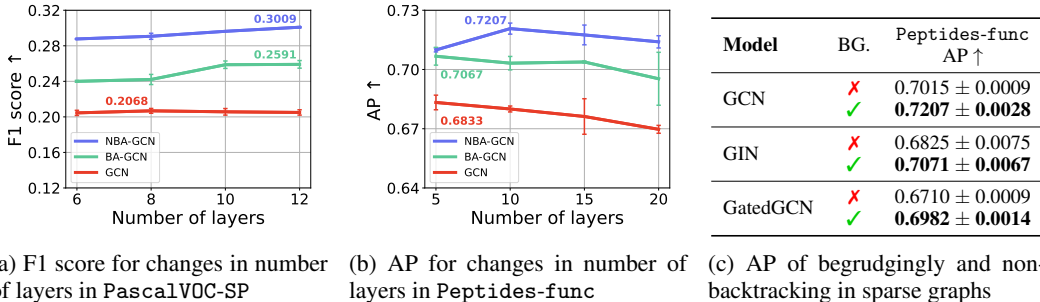 0.32
0.28
0.24
0.20
0.16
0.12
F1 score ↑
0.3009
0.2591
0.2068
NBA-GCN
BA-GCN
GCN
6 8 10 12
Number of layers
0.73
0.70
0.67
0.64
AP ↑
0.7207
0.7067
0.6833
NBA-GCN
BA-GCN
GCN
5 10 15 20
Number of layers
Model BG. Peptides-func
AP ↑
GCN ✗ 0.7015 ± 0.0009
✓ 0.7207 ± 0.0028
GIN ✗ 0.6825 ± 0.0075
✓ 0.7071 ± 0.0067
GatedGCN ✗ 0.6710 ± 0.0009
✓ 0.6982 ± 0.0014
a) F1 score for changes in number
of layers in PascalVOC-SP
(b) AP for changes in number of
layers in Peptides-func
(c) AP of begrudgingly and non-
backtracking in sparse graphs